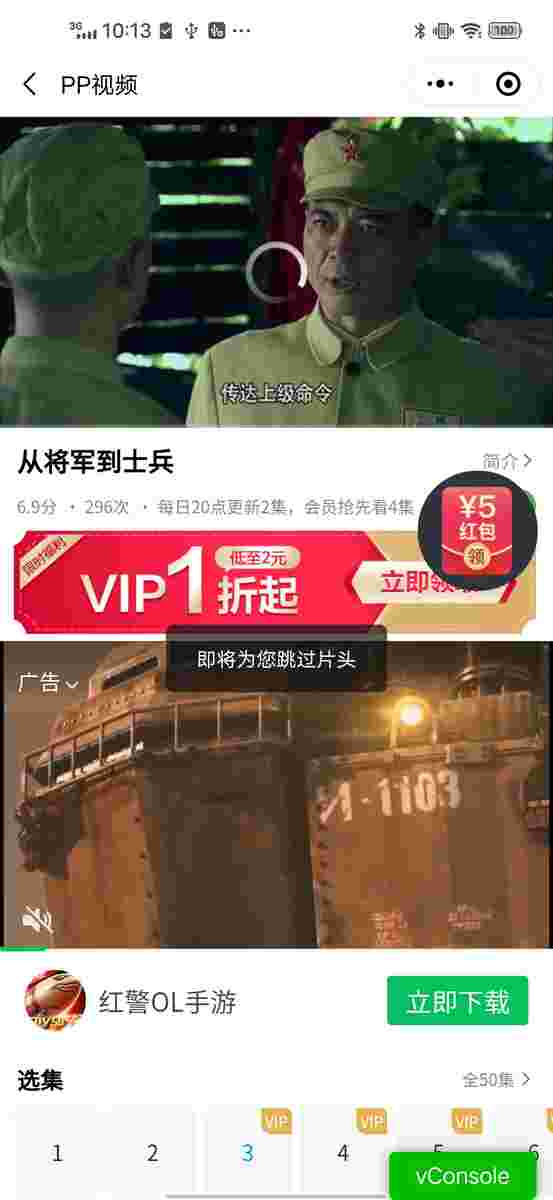 3G 10:13 100
PP视频
传达上级命令
从将军到士兵
简介
6.9分 · 296次 · 每日20点更新2集，会员抢先看4集
¥5
红包
领
限时福利
VIP1折起
低至2元
立即领
即将为您跳过片头
广告
1-1103
红警OL手游
立即下载
选集
全50集
VIP VIP VIP
1 2 3 4 5 6
vConsole